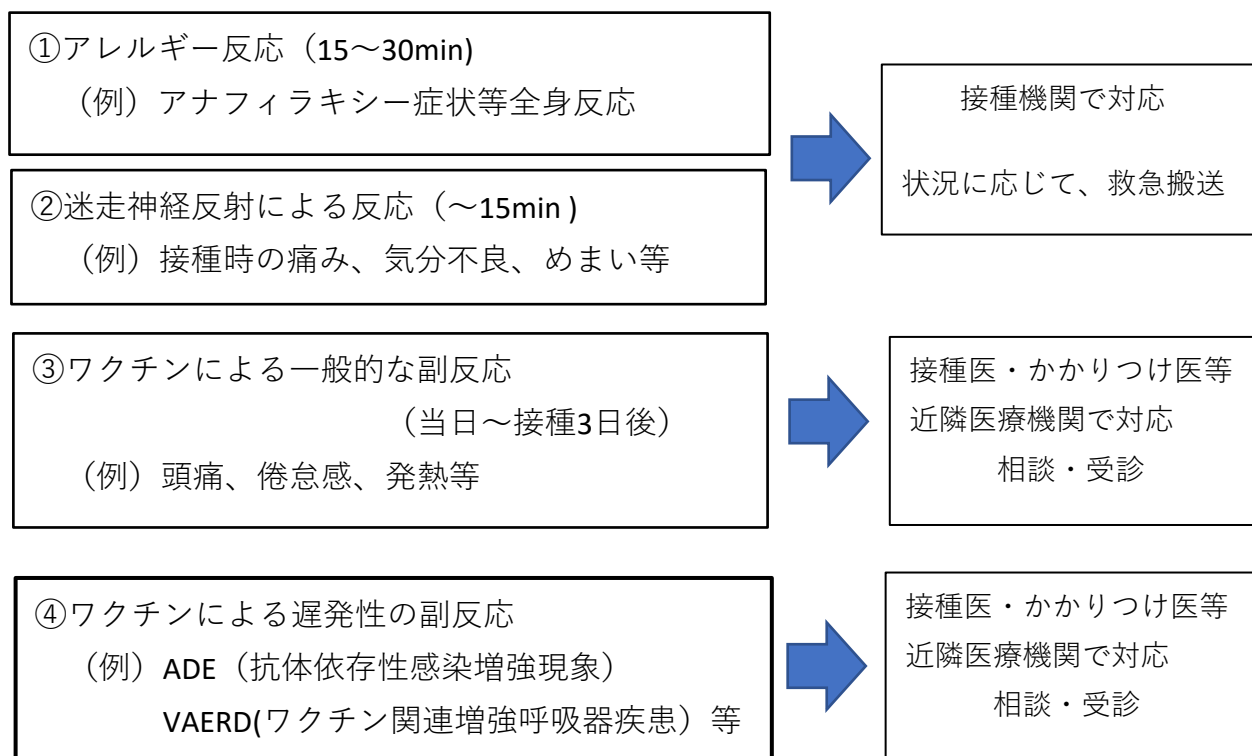 ①アレルギー反応（15～30min)
（例）アナフィラキシー症状等全身反応
②迷走神経反射による反応（～15min )
（例）接種時の痛み、気分不良、めまい等
接種機関で対応
状況に応じて、救急搬送
③ワクチンによる一般的な副反応
（当日～接種3日後）
（例）頭痛、倦怠感、発熱等
接種医・かかりつけ医等
近隣医療機関で対応
相談・受診
④ワクチンによる遅発性の副反応
（例）ADE（抗体依存性感染増強現象）
VAERD(ワクチン関連増強呼吸器疾患）等
接種医・かかりつけ医等
近隣医療機関で対応
相談・受診